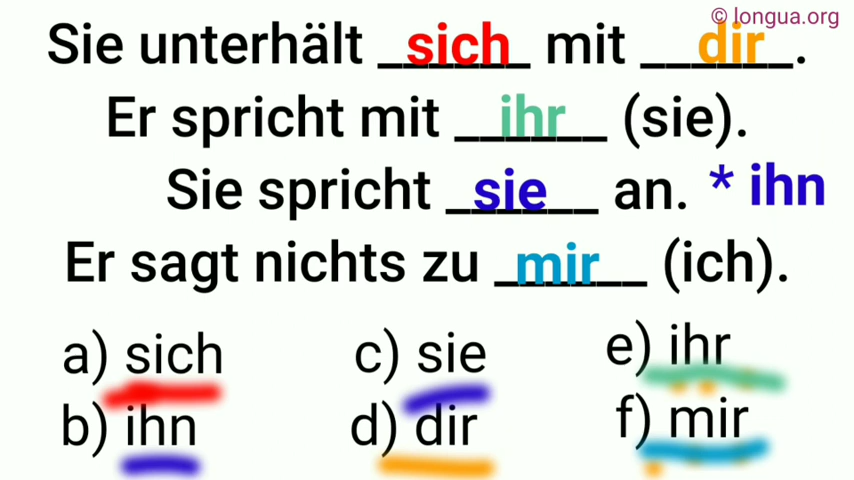 © longua.org
Sie unterhält sich mit dir.
Er spricht mit ihr (sie).
Sie spricht sie an. * ihn
Er sagt nichts zu mir (ich).
a) sich c) sie e) ihr
b) ihn d) dir f) mir